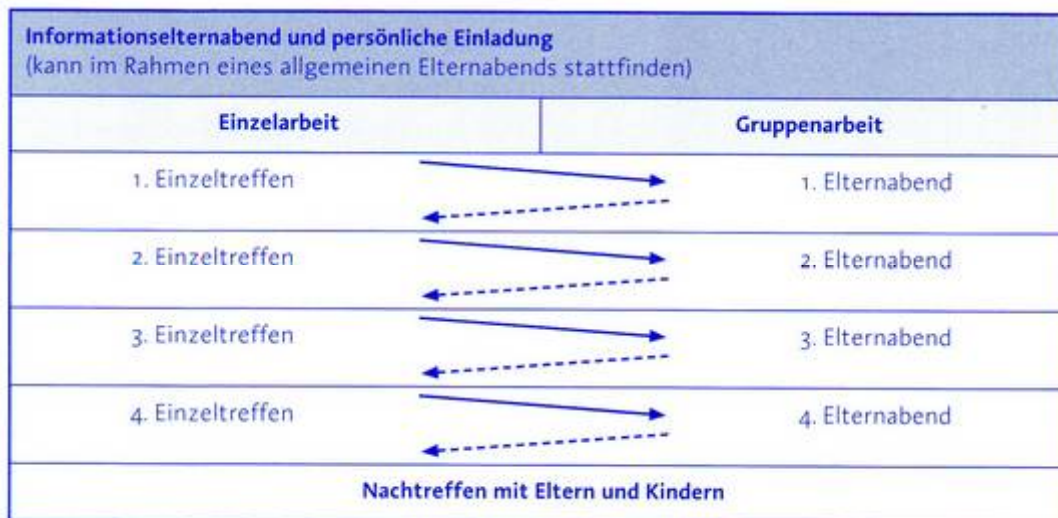 Informationselternabend und persönliche Einladung
(kann im Rahmen eines allgemeinen Elternabends stattfinden)
Einzelarbeit Gruppenarbeit
1. Einzeltreffen 1. Elternabend
2. Einzeltreffen 2. Elternabend
3. Einzeltreffen 3. Elternabend
4. Einzeltreffen 4. Elternabend
Nachtreffen mit Eltern und Kindern